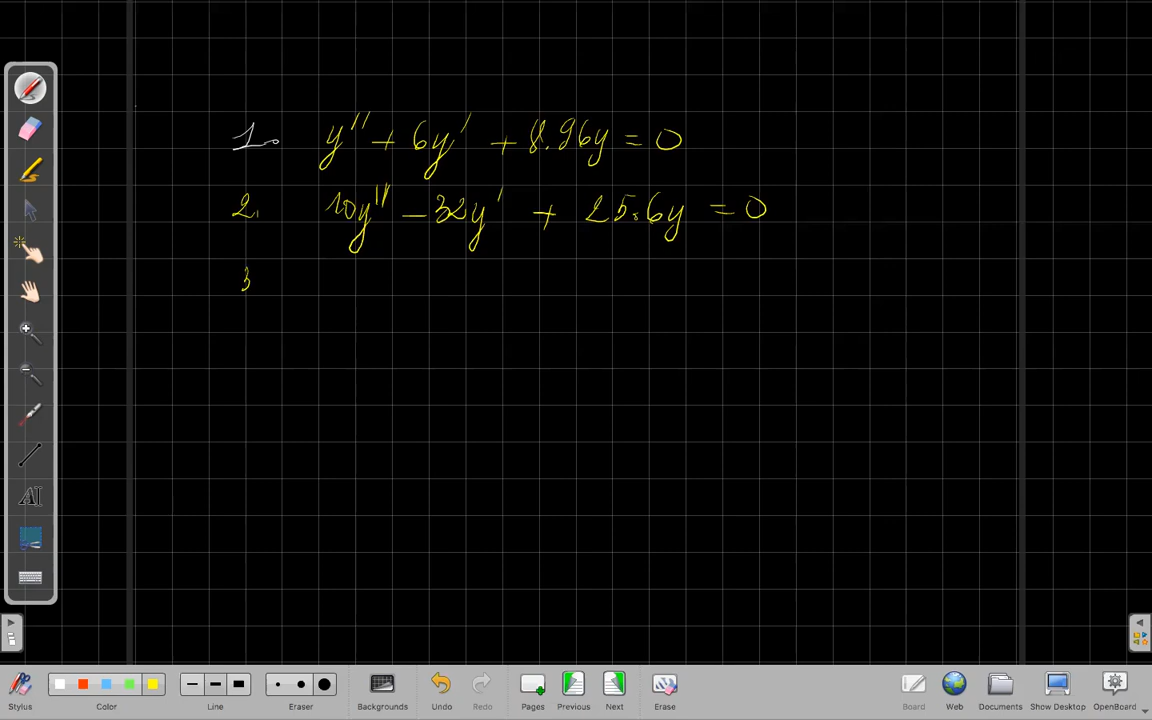 1. y'' + 6y' + 8.96y = 0
2. 10y'' - 32y' + 25.6y = 0
3
Stylus
Color
Line
Eraser
Backgrounds
Undo
Redo
Pages
Previous
Next
Erase
Board
Web
Documents
Show Desktop
OpenBoard